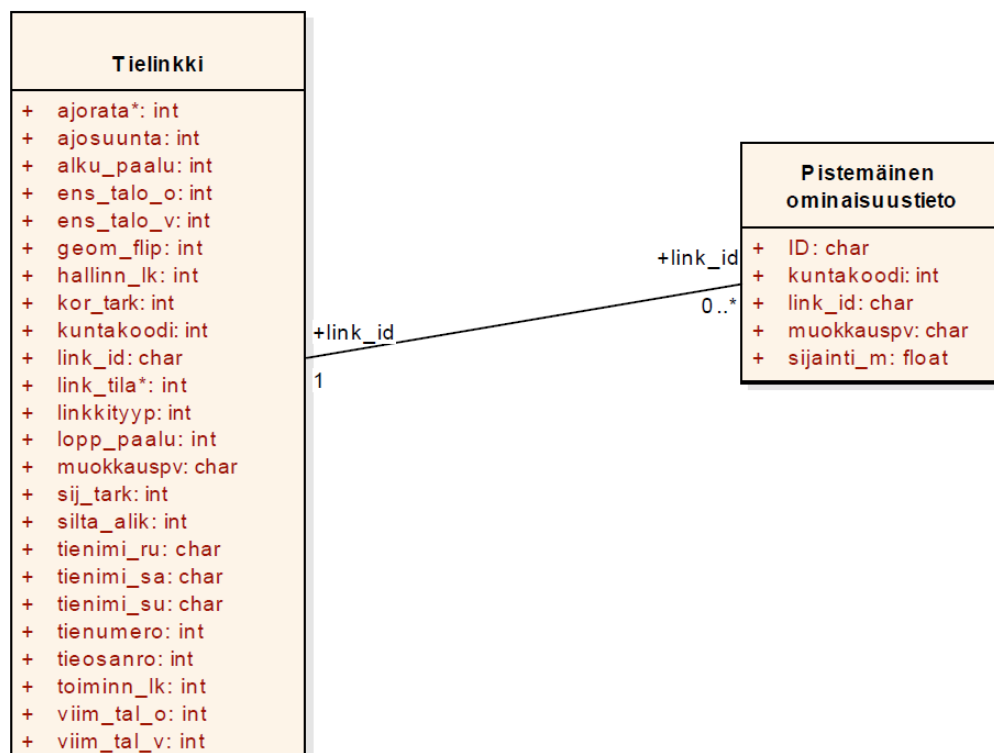 Tielinkki
+ ajorata*: int
+ ajosuunta: int
+ alku_paalu: int
+ ens_talo_o: int
+ ens_talo_v: int
+ geom_flip: int
+ hallinn_lk: int
+ kor_tark: int
+ kuntakoodi: int
+ link_id: char
+ link_tila*: int
+ linkkityyp: int
+ lopp_paalu: int
+ muokkauspv: char
+ sij_tark: int
+ silta_alik: int
+ tienimi_ru: char
+ tienimi_sa: char
+ tienimi_su: char
+ tienumero: int
+ tieosanro: int
+ toiminn_lk: int
+ viim_tal_o: int
+ viim_tal_v: int
+link_id
1
+link_id
0..*
Pistemäinen
ominaisuustieto
+ ID: char
+ kuntakoodi: int
+ link_id: char
+ muokkauspv: char
+ sijainti_m: float